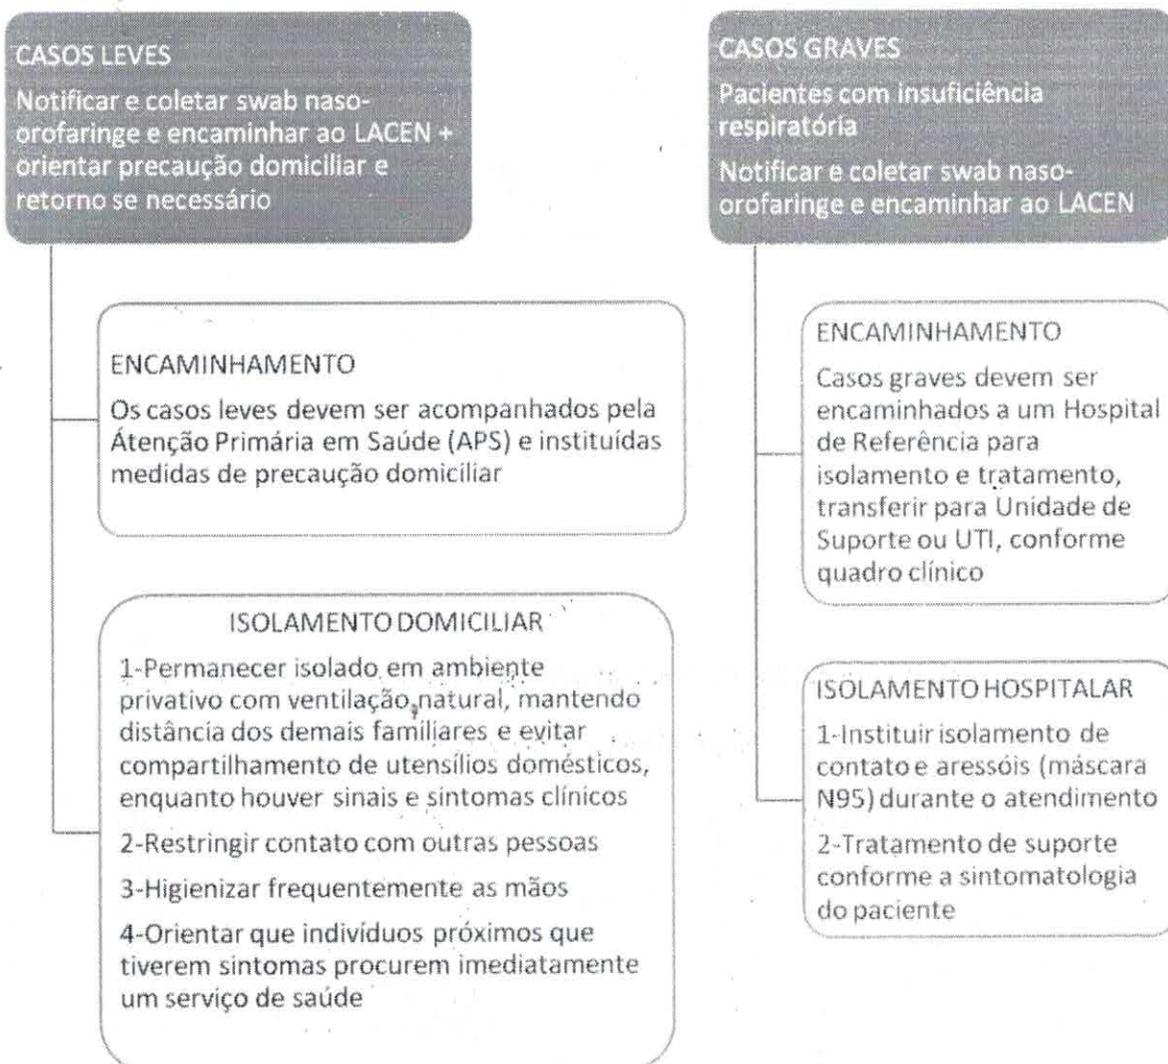 CASOS LEVES
Notificar e coletar swab naso-
orofaringe e encaminhar ao LACEN +
orientar precaução domiciliar e
retorno se necessário
ENCAMINHAMENTO
Os casos leves devem ser acompanhados pela
Átenção Primária em Saúde (APS) e instituídas
medidas de precaução domiciliar
ISOLAMENTO DOMICILIAR
1-Permanecer isolado em ambiente
privativo com ventilação natural, mantendo
distância dos demais familiares e evitar
compartilhamento de utensílios domésticos,
enquanto houver sinais e sintomas clínicos
2-Restringir contato com outras pessoas
3-Higienizar frequentemente as mãos
4-Orientar que indivíduos próximos que
tiverem sintomas procurem imediatamente
um serviço de saúde
CASOS GRAVES
Pacientes com insuficiência
respiratória
Notificar e coletar swab naso-
orofaringe e encaminhar ao LACEN
ENCAMINHAMENTO
Casos graves devem ser
encaminhados a um Hospital
de Referência para
isolamento e tratamento,
transferir para Unidade de
Suporte ou UTI, conforme
quadro clínico
ISOLAMENTO HOSPITALAR
1-Instituir isolamento de
contato e aressóis (máscara
N95) durante o atendimento
2-Tratamento de suporte
conforme a sintomatologia
do paciente